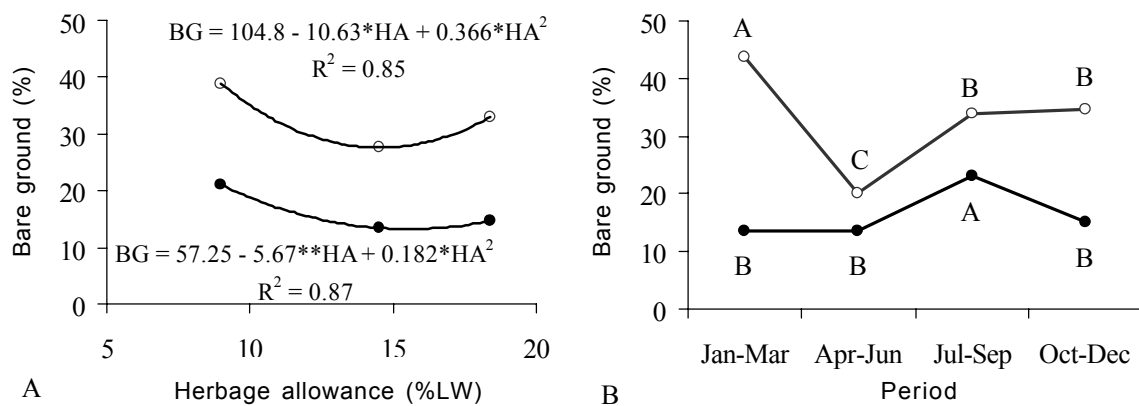 50
40
30
20
10
0
Bare ground (%)
BG = 104.8 - 10.63*HA + 0.366*HA²
R² = 0.85
BG = 57.25 - 5.67**HA + 0.182*HA²
R² = 0.87
5 10 15 20
Herbage allowance (%LW)
A
50
40
30
20
10
0
Bare ground (%)
A
C
B
B
B
B
A
B
Jan-Mar Apr-Jun Jul-Sep Oct-Dec
Period
B